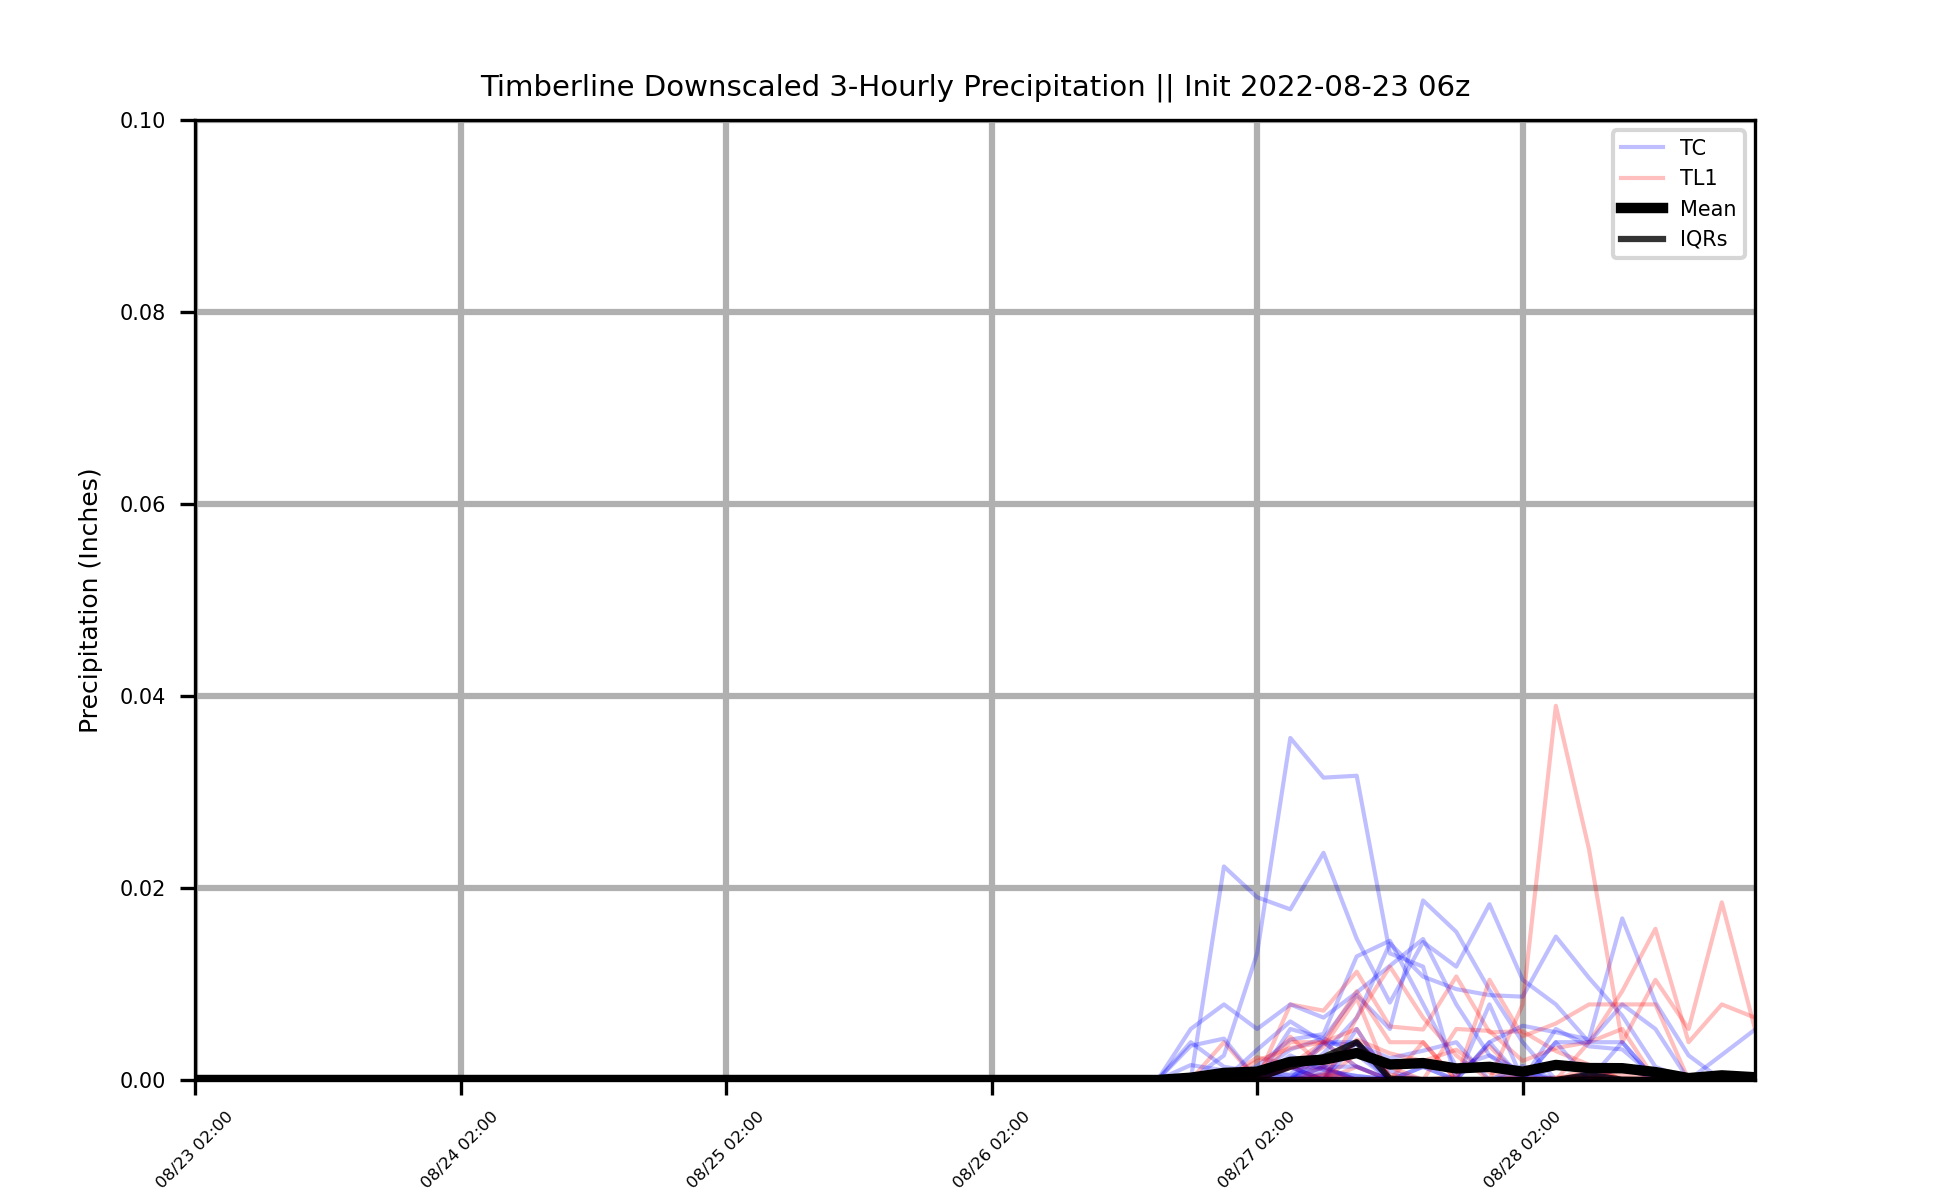 Timberline Downscaled 3-Hourly Precipitation || Init 2022-08-23 06z
Precipitation (Inches)
0.10
0.08
0.06
0.04
0.02
0.00
TC
TL1
Mean
IQRs
08/23 02:00
08/24 02:00
08/25 02:00
08/26 02:00
08/27 02:00
08/28 02:00